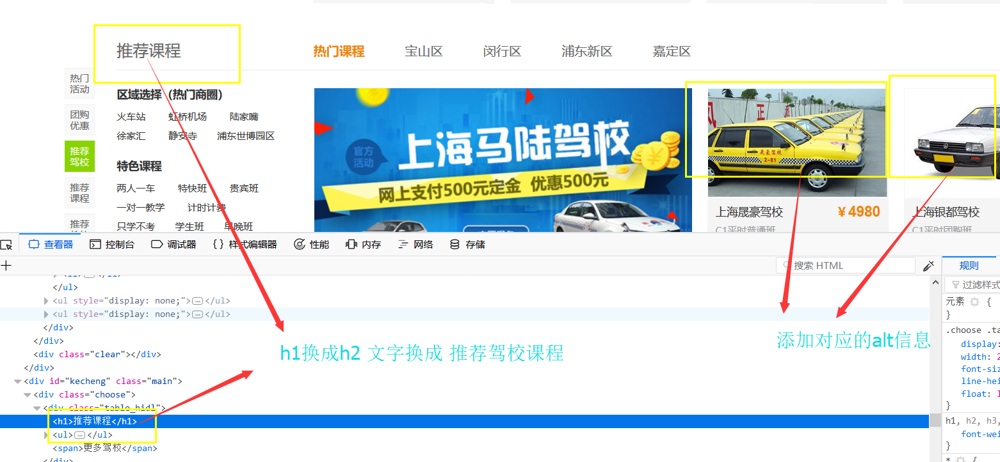 推荐课程
热门课程 宝山区 闵行区 浦东新区 嘉定区
热门
活动
团购
优惠
推荐
驾校
推荐
课程
推荐
区域选择（热门商圈）
火车站 虹桥机场 陆家嘴
徐家汇 静安寺 浦东世博园区
特色课程
两人一车 特快班 贵宾班
一对一教学 计时计费
只学不考 学生班 早晚班
官方
活动
上海马陆驾校
网上支付500元定金 优惠500元
正
晟豪驾校
2-81
上海晟豪驾校 ￥4980
C1平时普通班
上海银都驾校
C1平时团购班
查看器 控制台 调试器 {} 样式编辑器 性能 内存 网络 存储
+ 搜索 HTML
规则
过滤样式
</ul>
<ul style="display: none;">…</ul>
<ul style="display: none;">…</ul>
</div>
</div>
<div class="clear"></div>
</div>
<div id="kecheng" class="main">
<div class="choose">
<div class="table_hidl">
<h1>推荐课程</h1>
<ul>…</ul>
<span>更多驾校</span>
</div>
h1换成h2 文字换成 推荐驾校课程
添加对应的alt信息
元素 {
}
.choose .ta
display:
width: 2
font-siz
line-hei
float: l
}
h1, h2, h3,
font-wei
}
* {